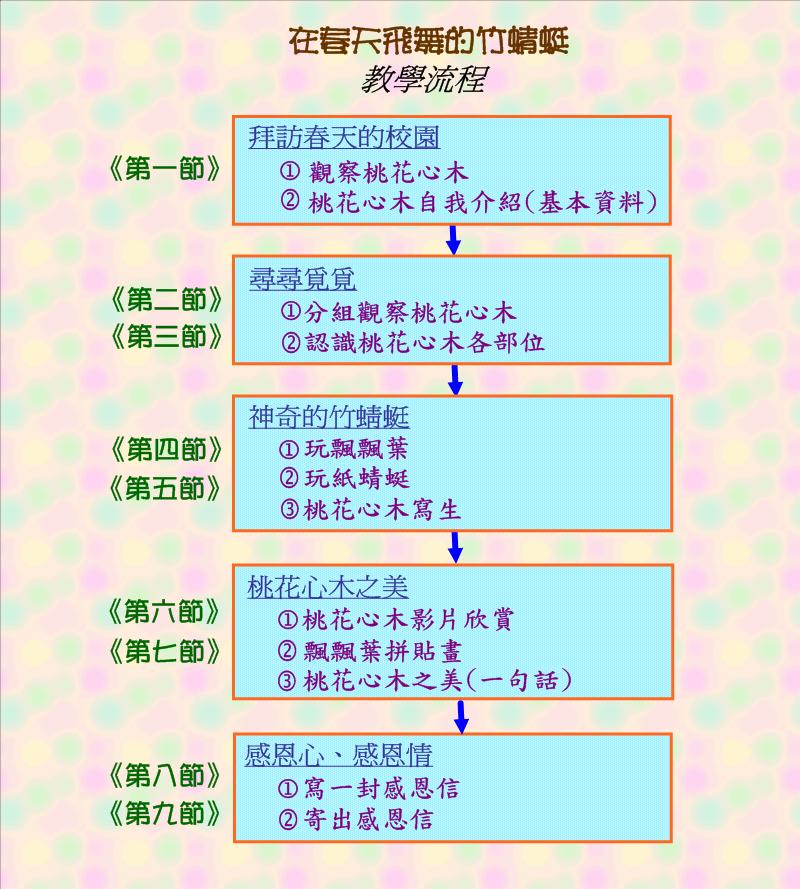 在春天飛舞的竹蜻蜓
教學流程
《第一節》
拜訪春天的校園
① 觀察桃花心木
② 桃花心木自我介紹(基本資料)
《第二節》
《第三節》
尋尋覓覓
①分組觀察桃花心木
②認識桃花心木各部位
《第四節》
《第五節》
神奇的竹蜻蜓
①玩飄飄葉
②玩紙蜻蜓
③桃花心木寫生
《第六節》
《第七節》
桃花心木之美
①桃花心木影片欣賞
②飄飄葉拼貼畫
③桃花心木之美(一句話)
《第八節》
《第九節》
感恩心、感恩情
①寫一封感恩信
②寄出感恩信